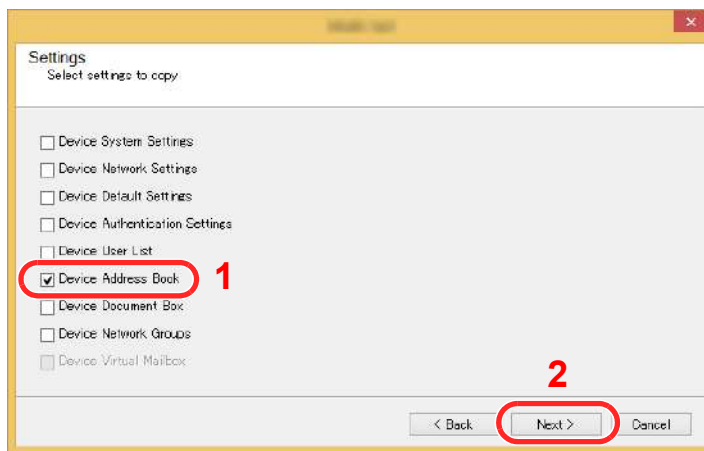 Settings
Select settings to copy
Device System Settings
Device Network Settings
Device Default Settings
Device Authentication Settings
Device User List
Device Address Book
1
Device Document Box
Device Network Groups
Device Virtual Mailbox
2
< Back
Next >
Cancel